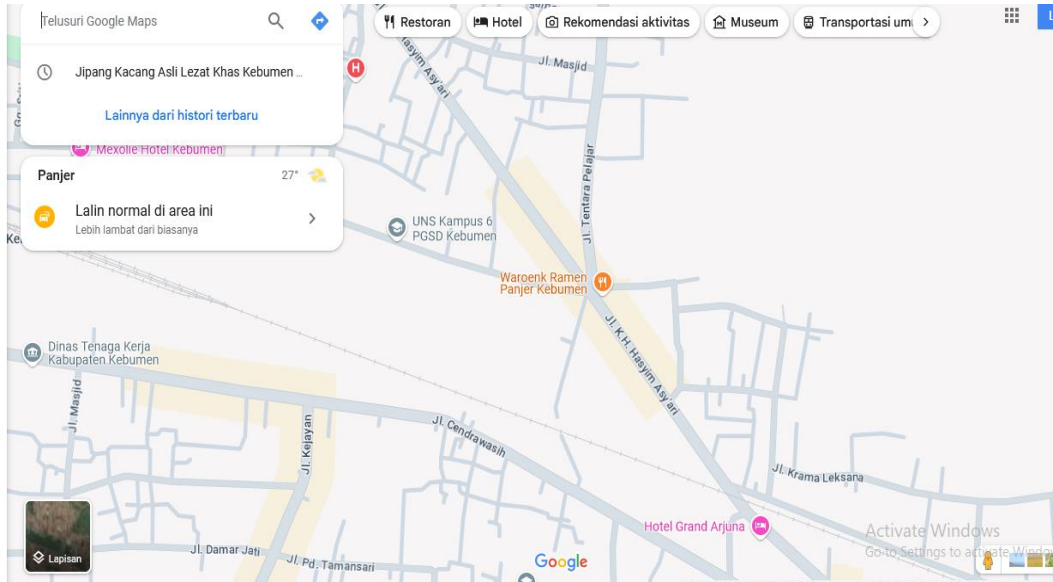 Telusuri Google Maps
Restoran
Hotel
Rekomendasi aktivitas
Museum
Transportasi um
Jipang Kacang Asli Lezat Khas Kebumen ...
Lainnya dari histori terbaru
Mexolie Hotel Kebumen
Panjer
27°
Lalin normal di area ini
Lebih lambat dari biasanya
H
Hasyim Asy'ari
Jl. Masjid
Jl. Tentara Pelajar
UNS Kampus 6
PGSD Kebumen
Waroenk Ramen
Panjer Kebumen
Jl. K.H. Hasyim Asy'ari
Dinas Tenaga Kerja
Kabupaten Kebumen
Jl. Masjid
Jl. Kejayan
Jl. Cendrawasih
Jl. Krama Leksana
Hotel Grand Arjuna
Activate Windows
Go to Settings to activate Windows
Lapisan
Jl. Damar Jati
Jl. Pd. Tamansari
Google